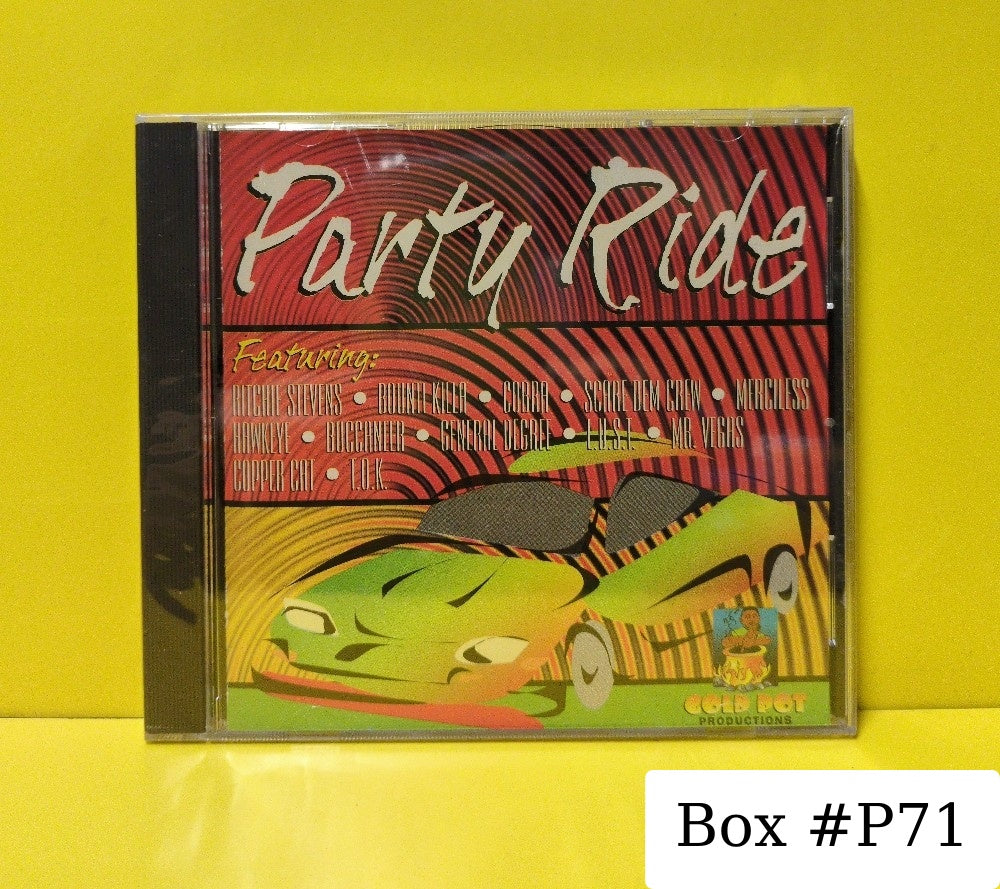 Party Ride
Featuring:
RITCHIE STEVENS • BOUNTI KILLA • COBRA • SCARE DEM CREW • MERCILESS
HAWKEYE • BUCCANEER • GENERAL DEGREE • L.U.S.T. • MR. VEGAS
COPPER CAT • T.O.K.
GOLD POT
PRODUCTIONS
Box #P71